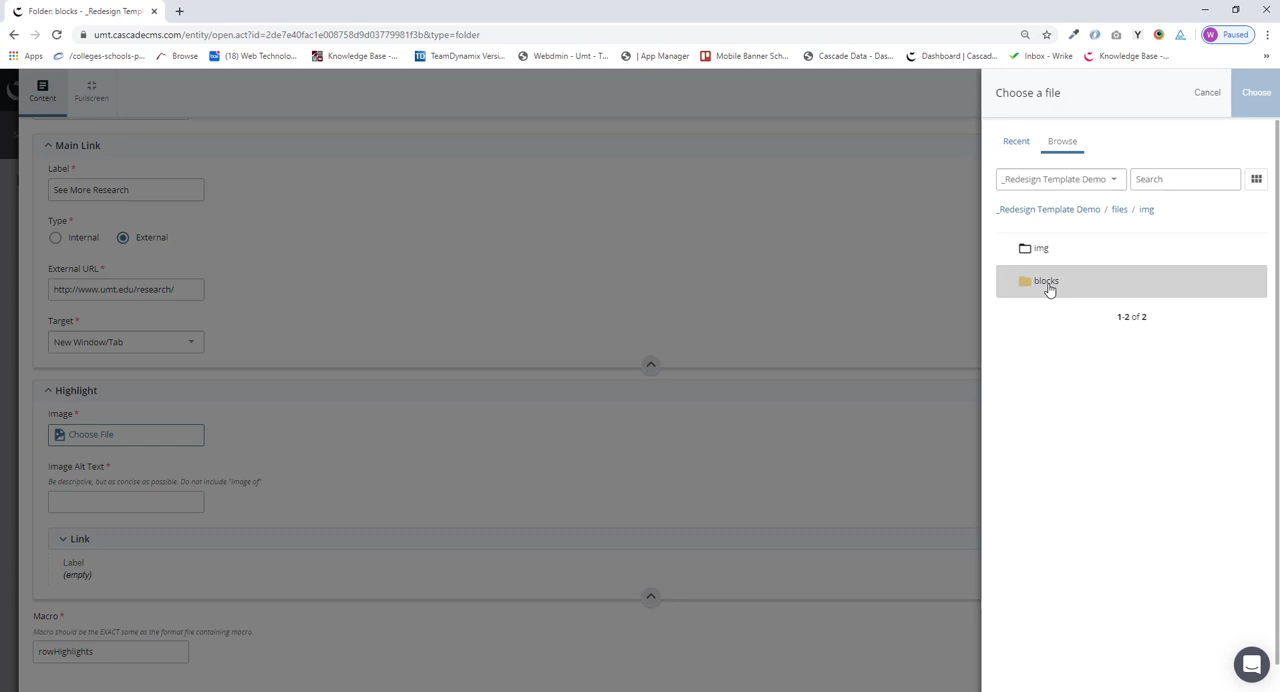 Folder: blocks - _Redesign Temp
umt.cascadecms.com/entity/open.act?id=2de7e40fac1e008758d9d03779981f3b&type=folder
W Paused
Apps
/colleges-schools-p...
Browse
(18) Web Technolo...
Knowledge Base -...
TeamDynamix Versi...
Webdmin - Umt - T...
| App Manager
Mobile Banner Sch...
Cascade Data - Das...
Dashboard | Cascad...
Inbox - Wrike
Knowledge Base -...
»
Content
Fullscreen
Choose a file
Cancel
Choose
Recent
Browse
_Redesign Template Demo
Search
_Redesign Template Demo / files / img
img
blocks
1-2 of 2
Main Link
Label *
See More Research
Type *
Internal
External
External URL *
http://www.umt.edu/research/
Target *
New Window/Tab
Highlight
Image *
Choose File
Image Alt Text *
Be descriptive, but as concise as possible. Do not include "image of"
Link
Label
(empty)
Macro *
Macro should be the EXACT same as the format file containing macro.
rowHighlights